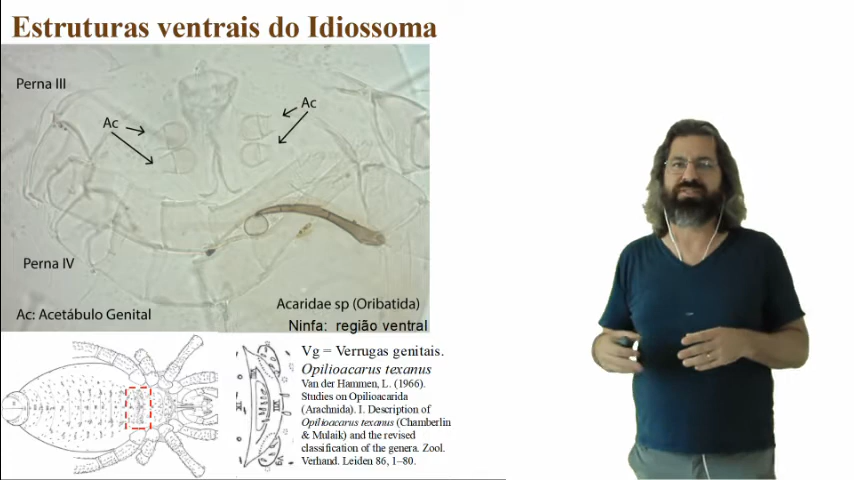 Estruturas ventrais do Idiossoma
Perna III
Ac
Ac
Perna IV
Acaridae sp (Oribatida)
Ac: Acetábulo Genital
Ninfa: região ventral
Vg = Verrugas genitais.
Opilioacarus texanus
Van der Hammen, L. (1966).
Studies on Opilioacarida
(Arachnida). I. Description of
Opilioacarus texanus (Chamberlin
& Mulaik) and the revised
classification of the genera. Zool.
Verhand. Leiden 86, 1–80.